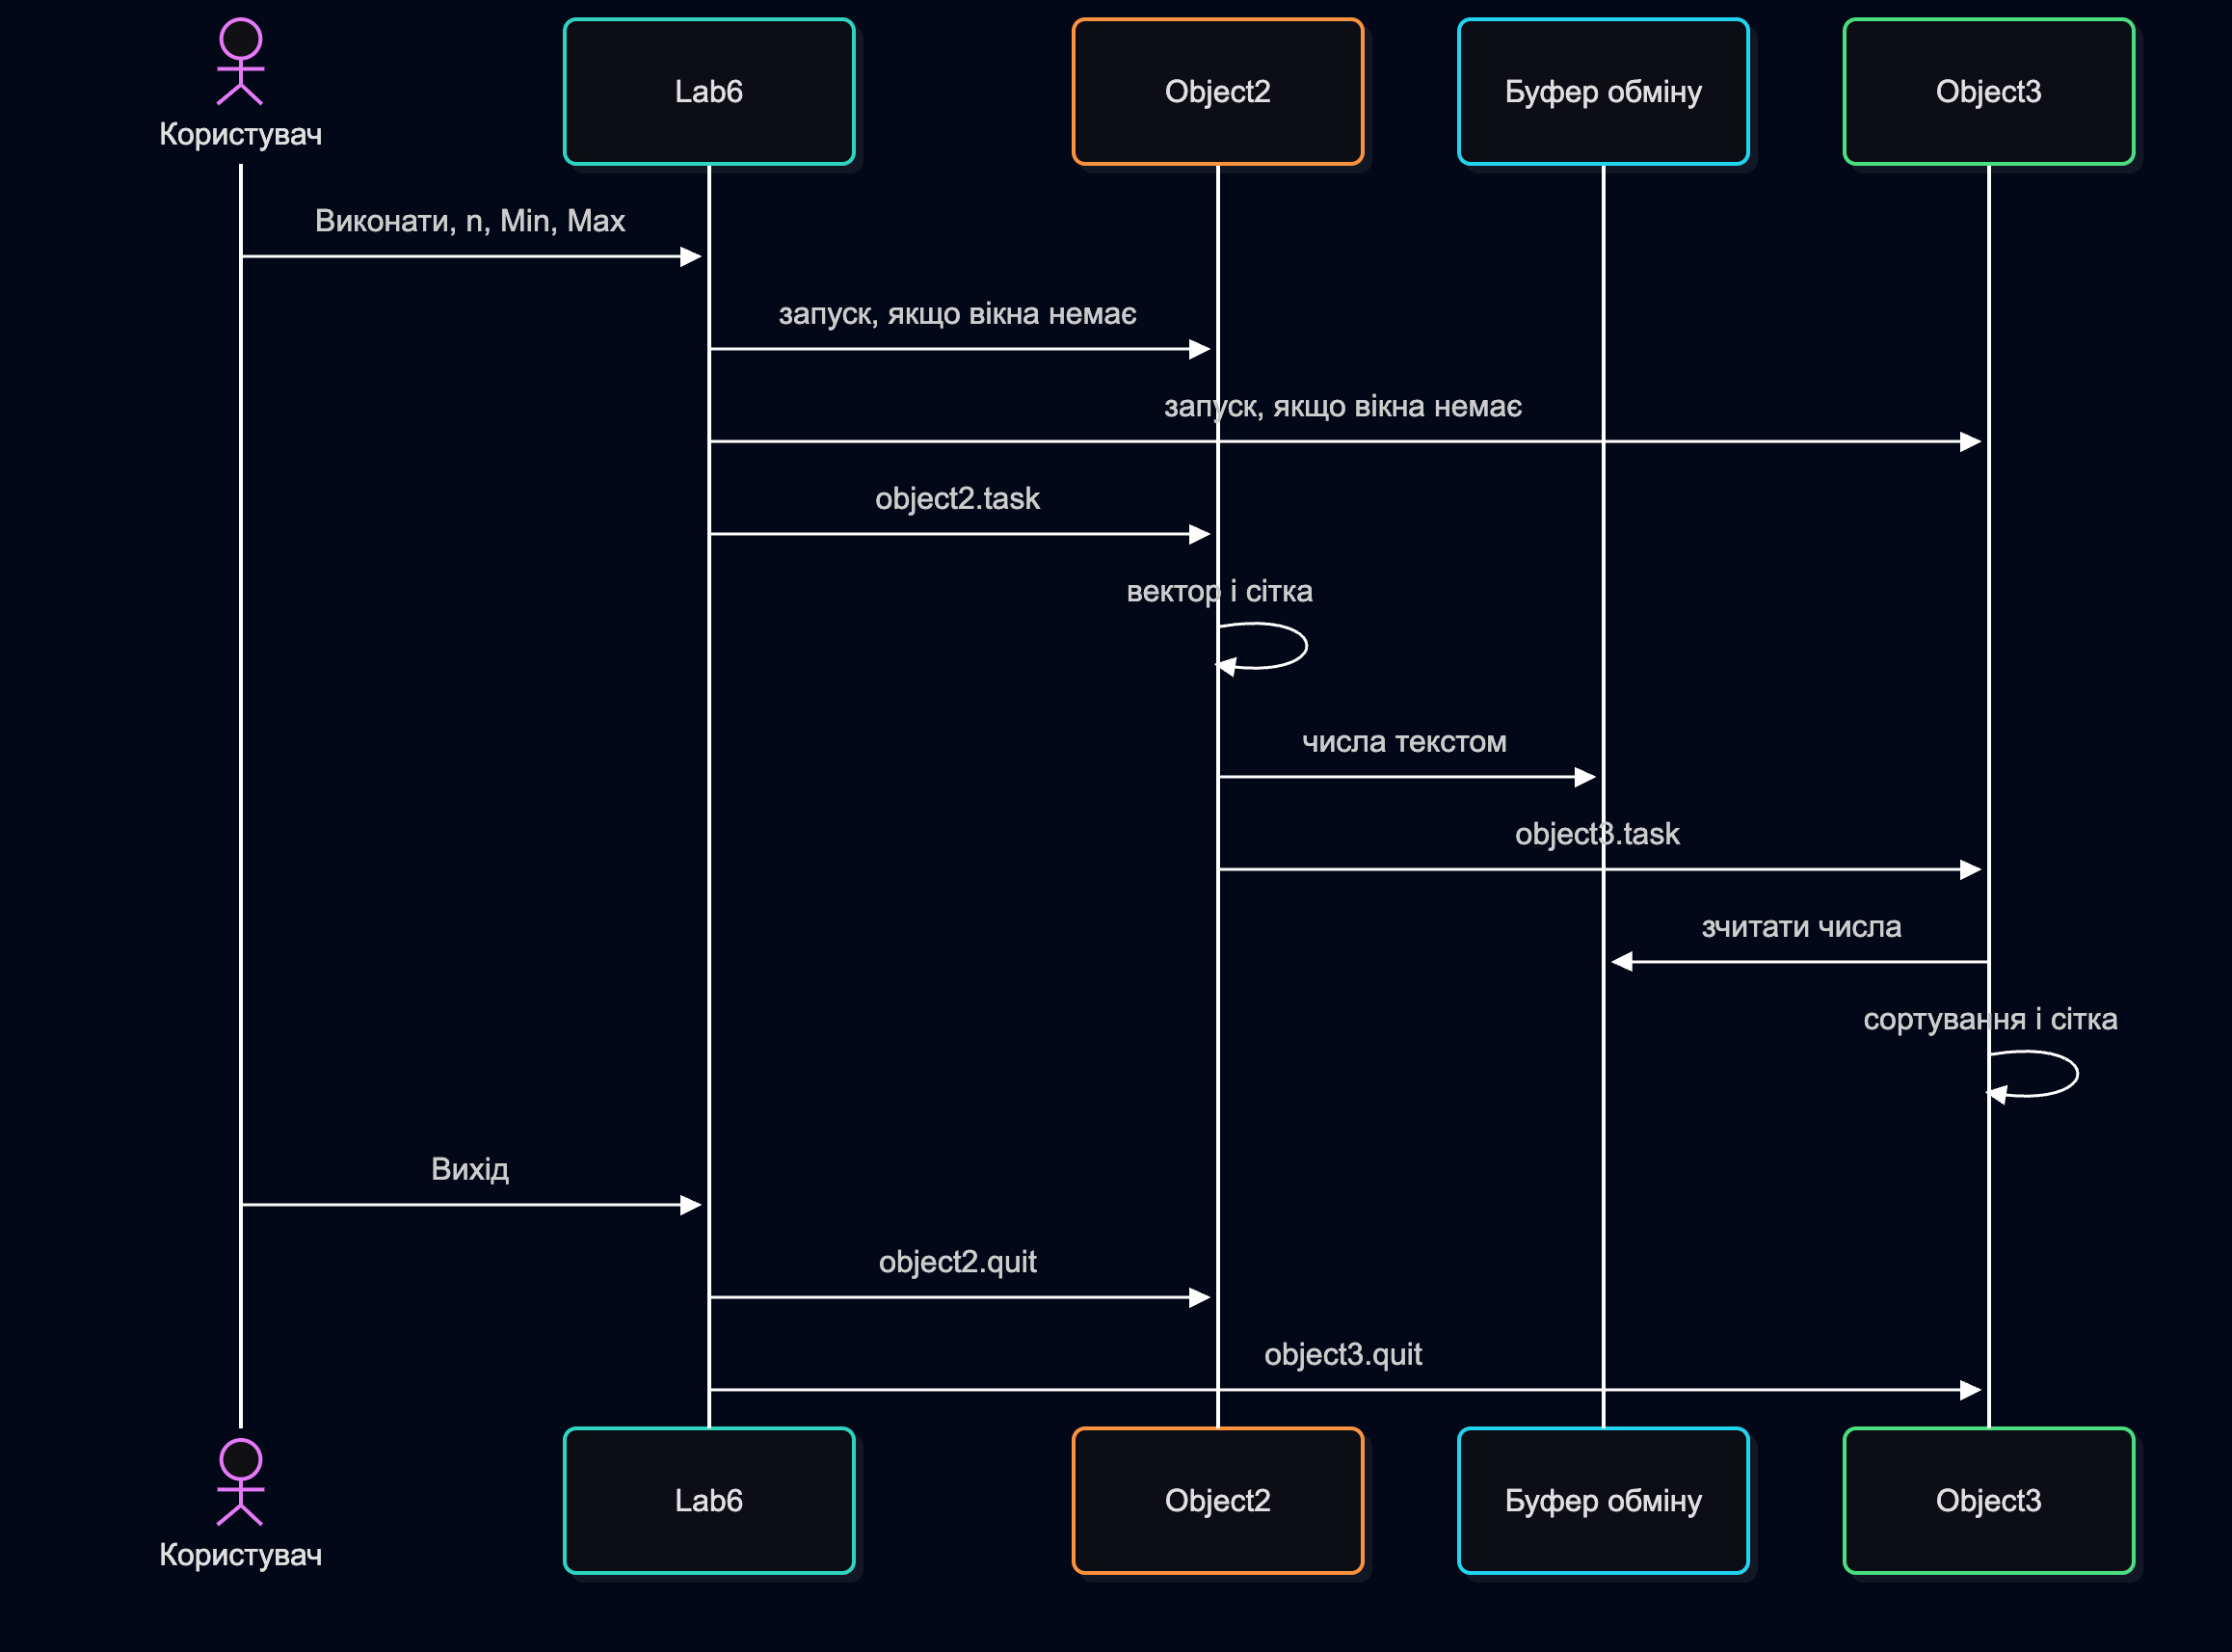 Користувач
Lab6
Object2
Буфер обміну
Object3
Виконати, n, Min, Max
запуск, якщо вікна немає
запуск, якщо вікна немає
object2.task
вектор і сітка
числа текстом
object3.task
зчитати числа
сортування і сітка
Вихід
object2.quit
object3.quit
Користувач
Lab6
Object2
Буфер обміну
Object3